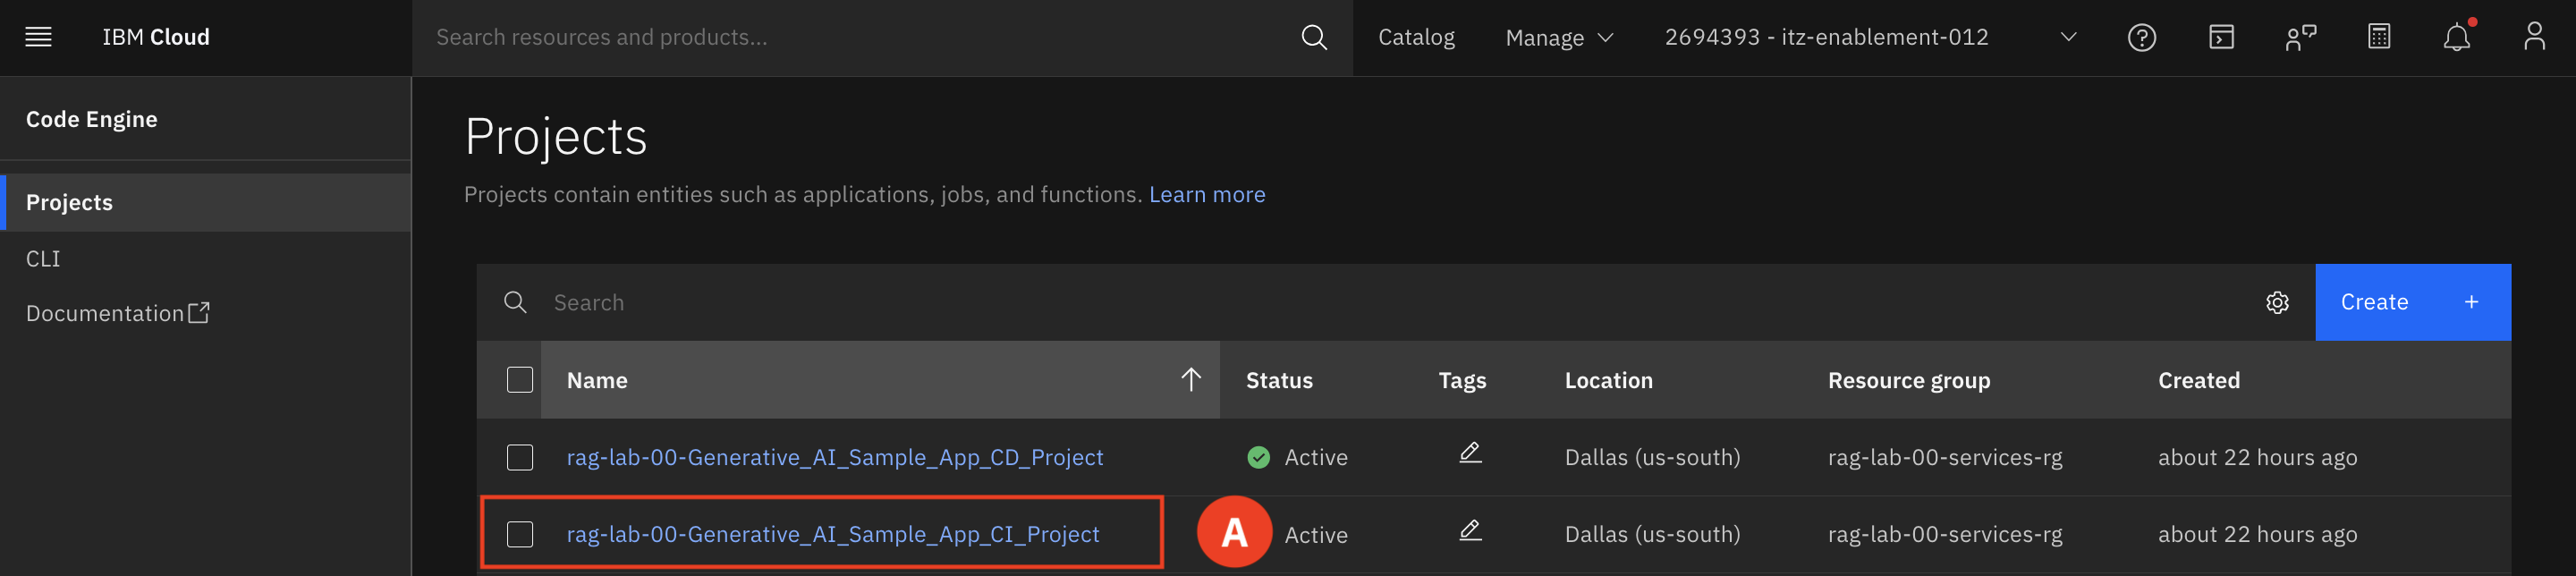 IBM Cloud
Search resources and products...
Catalog
Manage
2694393 - itz-enablement-012
Code Engine
Projects
CLI
Documentation
Projects
Projects contain entities such as applications, jobs, and functions. Learn more
Search
Create +
Name Status Tags Location Resource group Created
rag-lab-00-Generative_AI_Sample_App_CD_Project Active Dallas (us-south) rag-lab-00-services-rg about 22 hours ago
rag-lab-00-Generative_AI_Sample_App_CI_Project A Active Dallas (us-south) rag-lab-00-services-rg about 22 hours ago